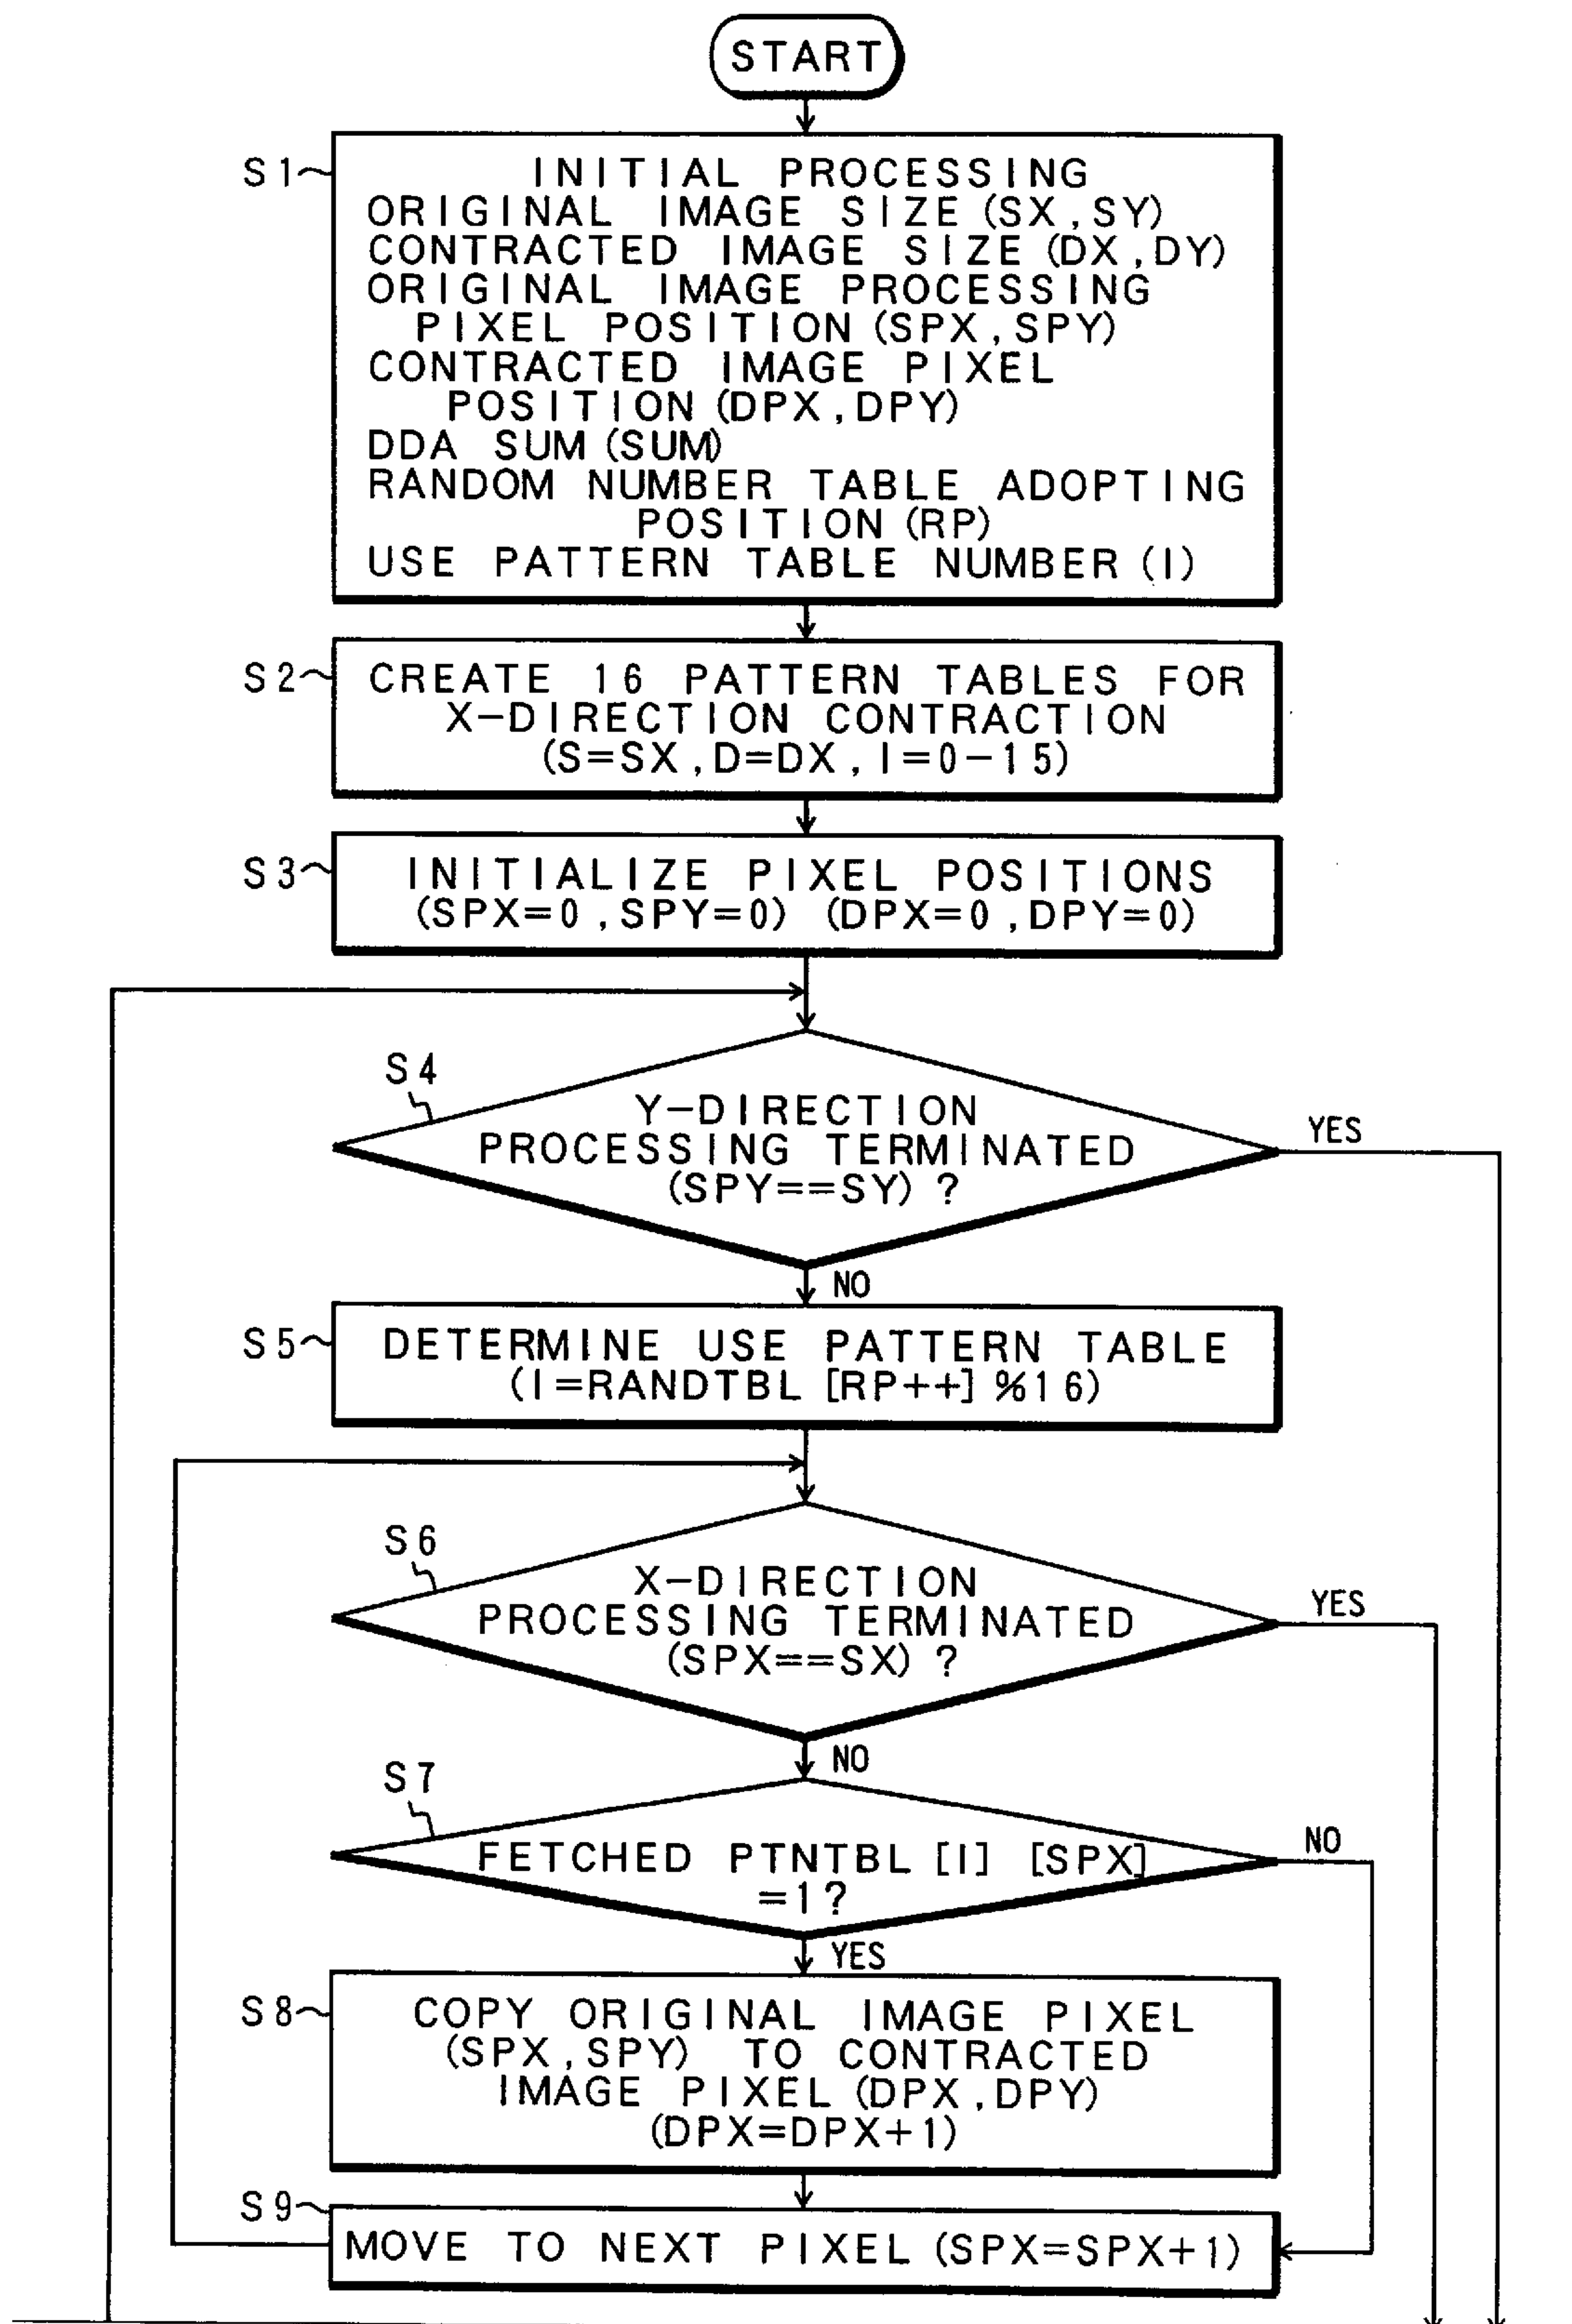 START
S1
INITIAL PROCESSING
ORIGINAL IMAGE SIZE (SX,SY)
CONTRACTED IMAGE SIZE (DX,DY)
ORIGINAL IMAGE PROCESSING
PIXEL POSITION (SPX,SPY)
CONTRACTED IMAGE PIXEL
POSITION (DPX,DPY)
DDA SUM (SUM)
RANDOM NUMBER TABLE ADOPTING
POSITION (RP)
USE PATTERN TABLE NUMBER (I)
S2
CREATE 16 PATTERN TABLES FOR
X-DIRECTION CONTRACTION
(S=SX,D=DX,I=0-15)
S3
INITIALIZE PIXEL POSITIONS
(SPX=0,SPY=0) (DPX=0,DPY=0)
S4
Y-DIRECTION
PROCESSING TERMINATED
(SPY==SY) ?
YES
NO
S5
DETERMINE USE PATTERN TABLE
(I=RANDTBL [RP++] %16)
S6
X-DIRECTION
PROCESSING TERMINATED
(SPX==SX) ?
YES
NO
S7
FETCHED PTNTBL [I] [SPX]
=1?
NO
YES
S8
COPY ORIGINAL IMAGE PIXEL
(SPX,SPY) TO CONTRACTED
IMAGE PIXEL (DPX,DPY)
(DPX=DPX+1)
S9
MOVE TO NEXT PIXEL (SPX=SPX+1)